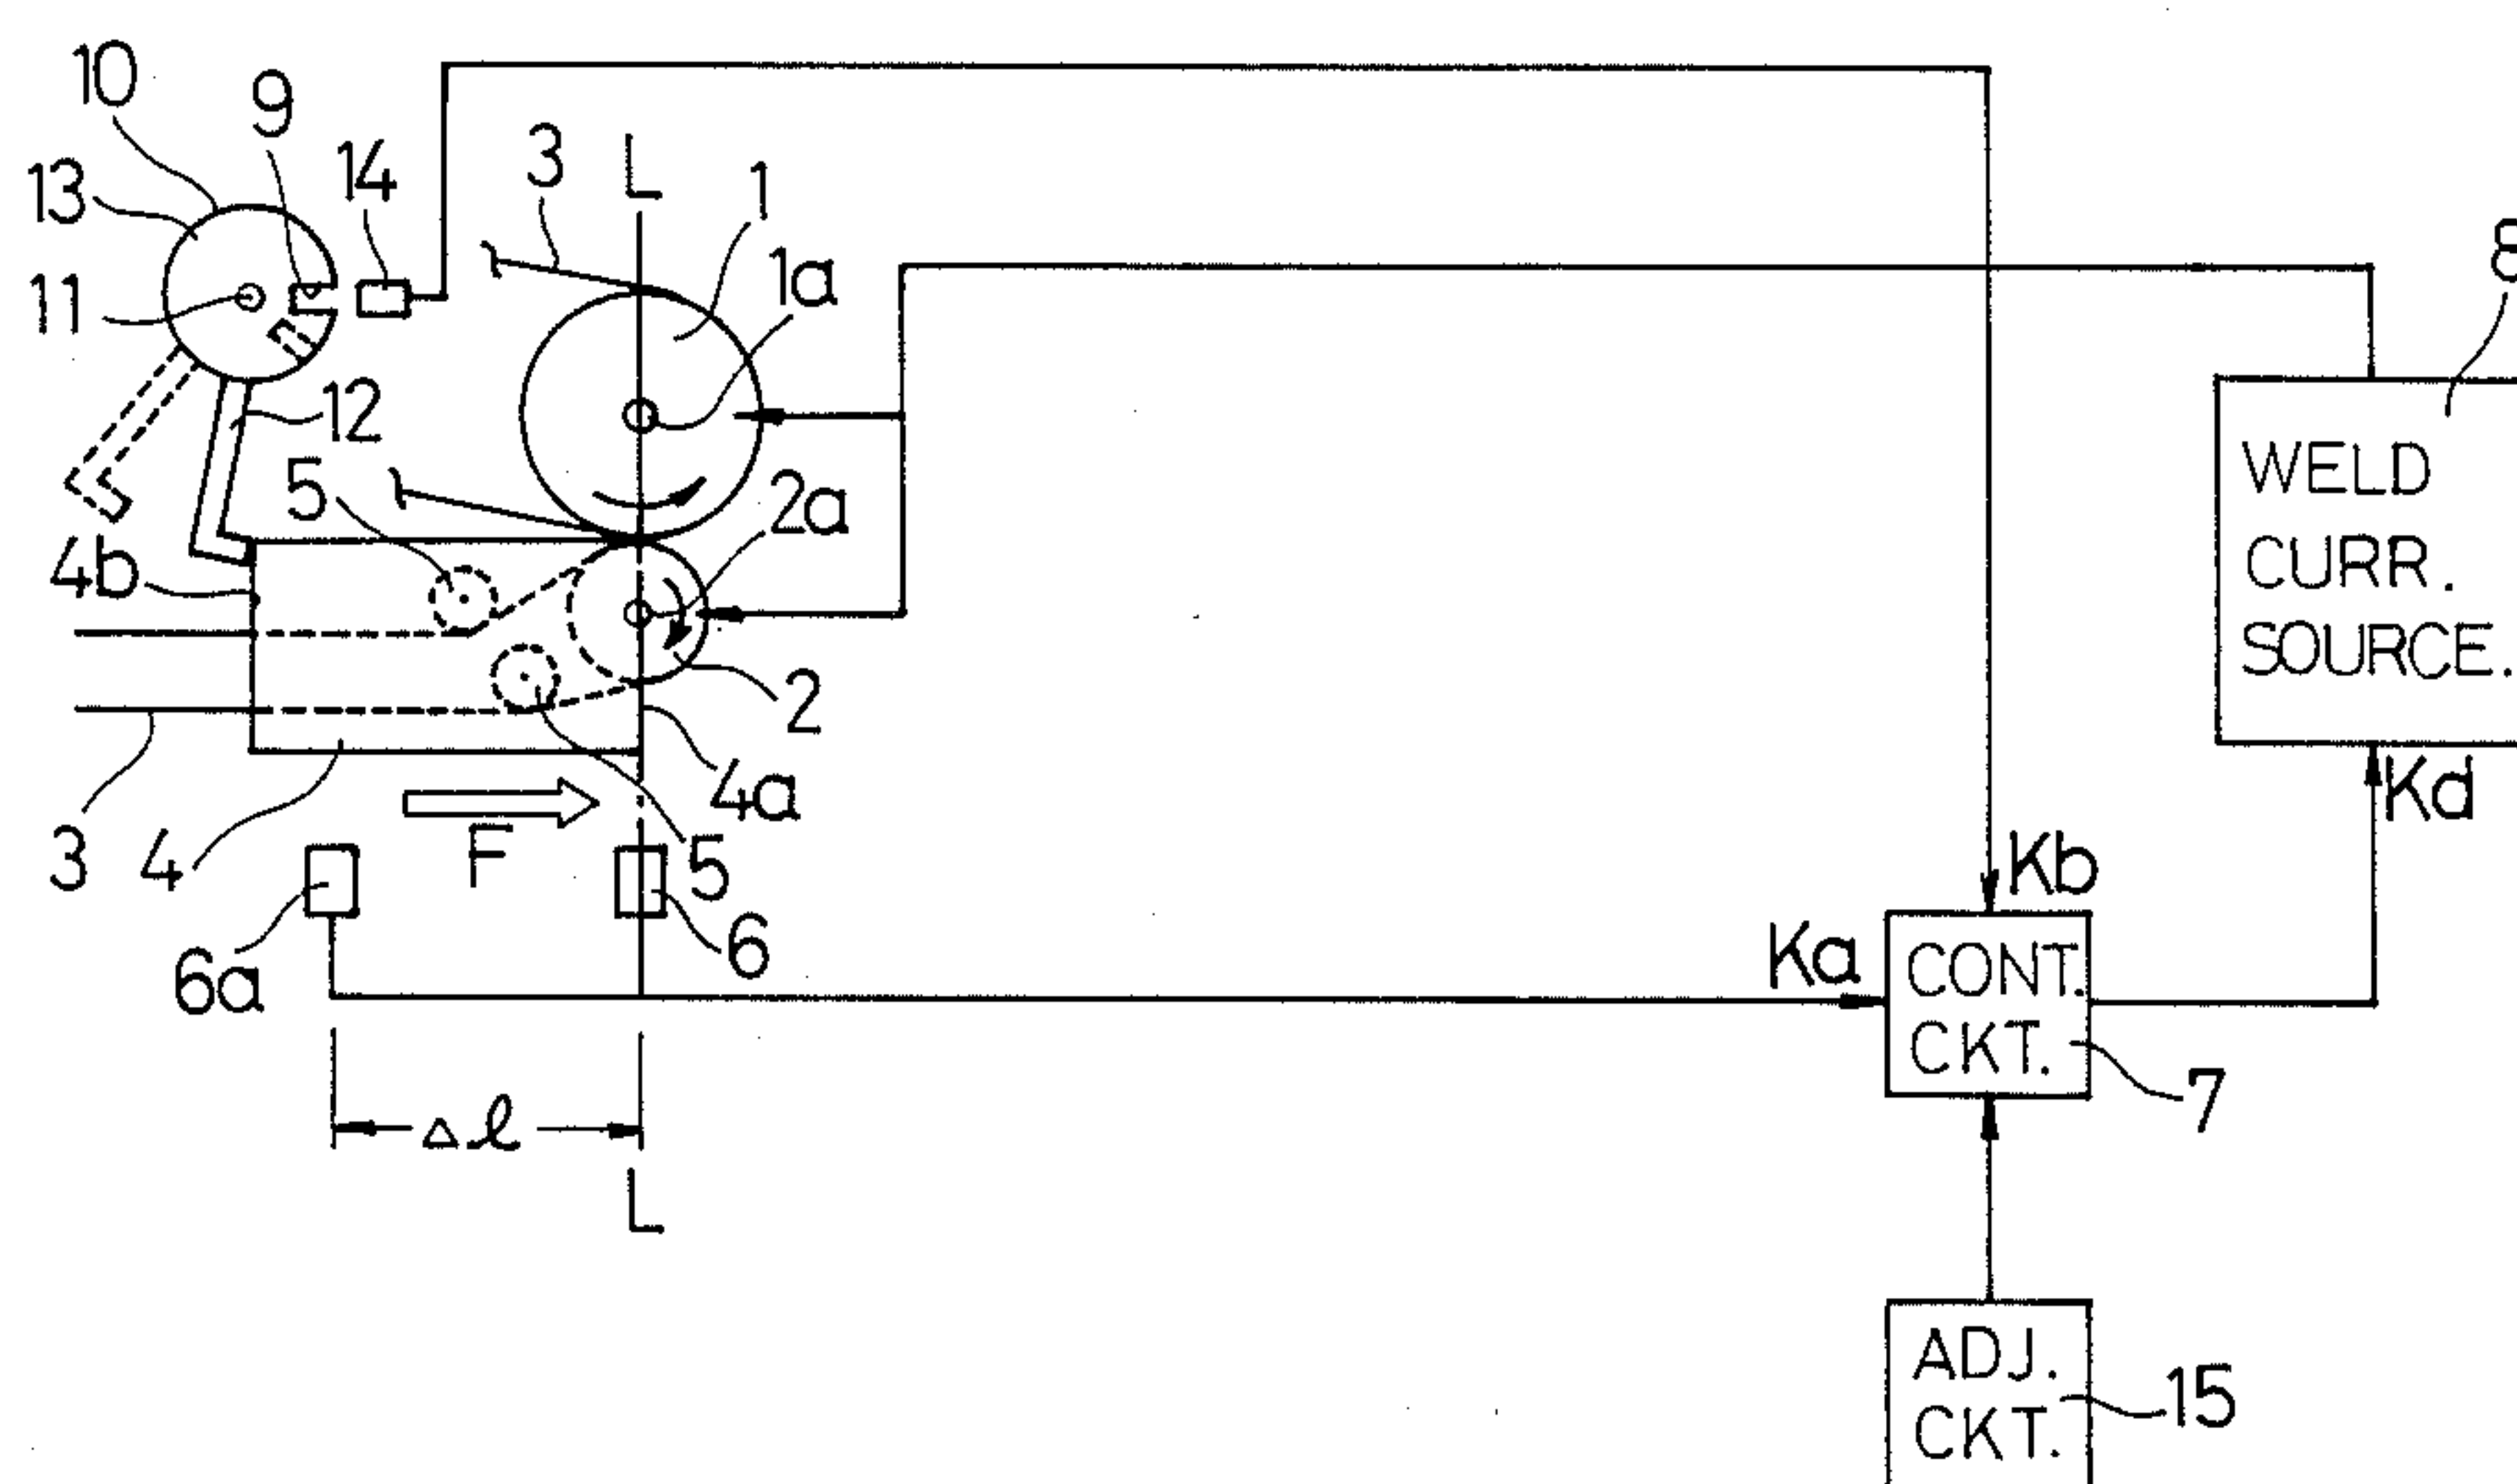 10
9
13
14
3
L
1
1a
8
11
12
5
2a
WELD
CURR.
SOURCE.
4b
2
4a
Kd
3
4
F
5
Kb
6a
6
Ka
CONT.
CKT.
7
Δℓ
L
ADJ.
CKT.
15